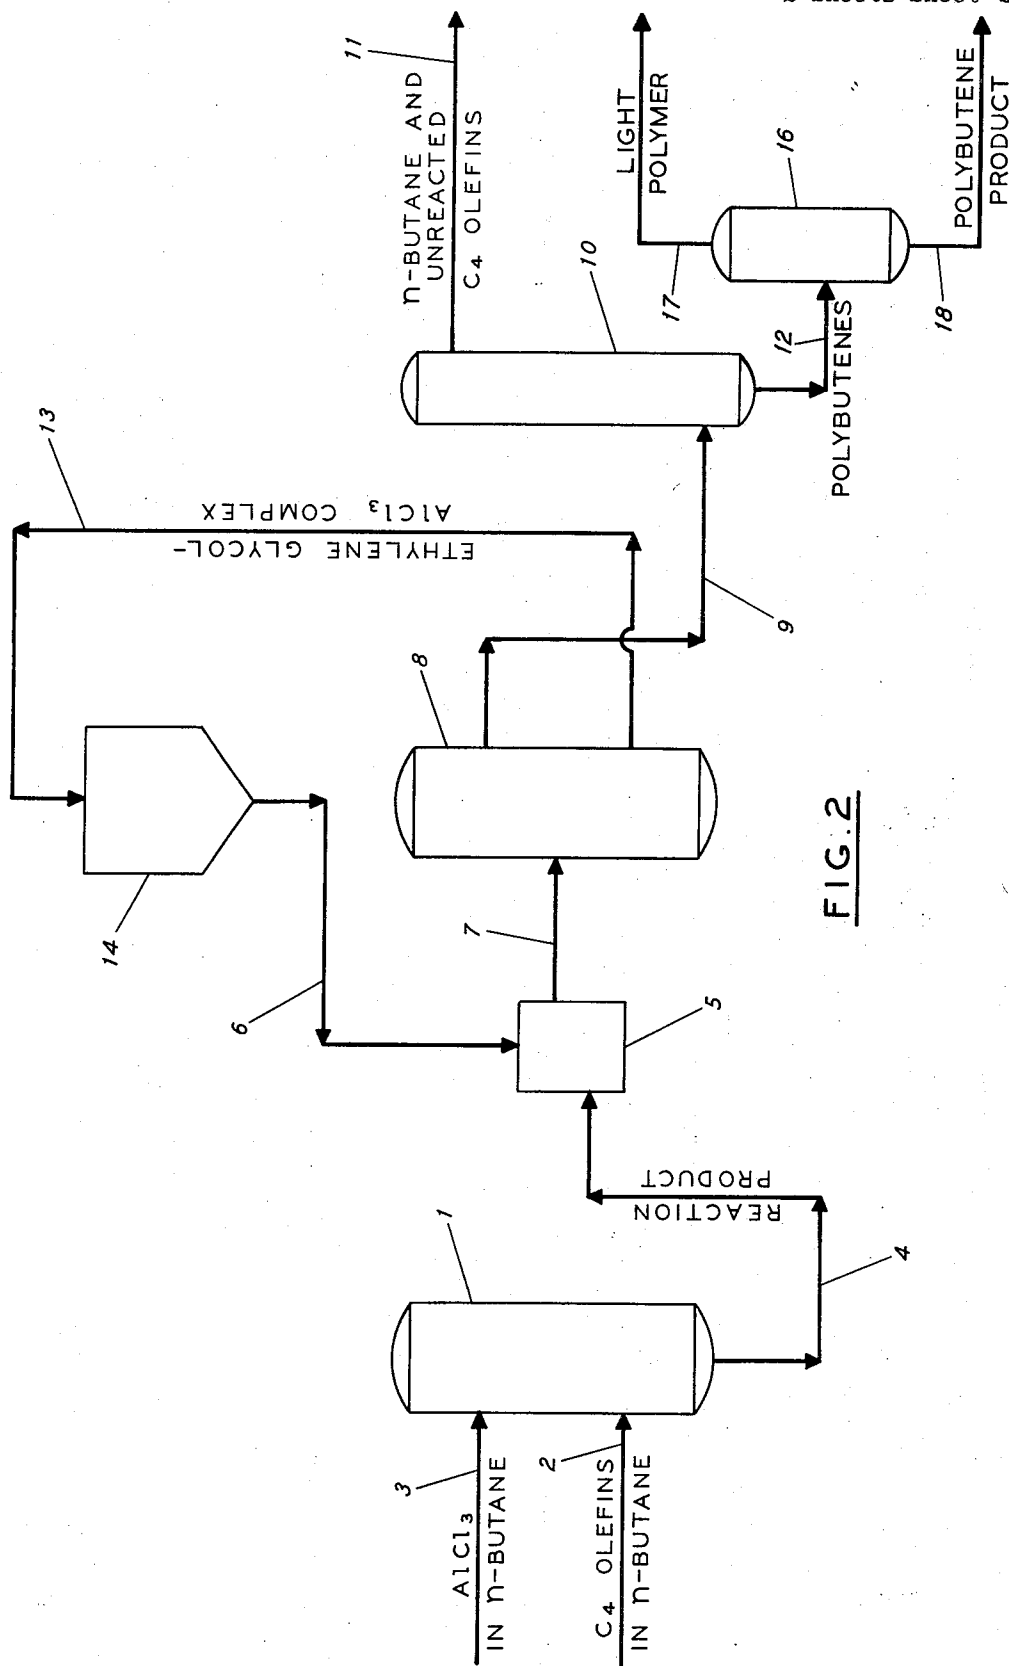 11
n-BUTANE AND
UNREACTED
C4 OLEFINS
LIGHT
POLYMER
16
17
POLYBUTENE
PRODUCT
18
10
12
POLYBUTENES
13
ETHYLENE GLYCOL-
AlCl3 COMPLEX
9
8
14
6
7
5
FIG. 2
REACTION
PRODUCT
4
1
3
AlCl3
IN n-BUTANE
2
C4 OLEFINS
IN n-BUTANE